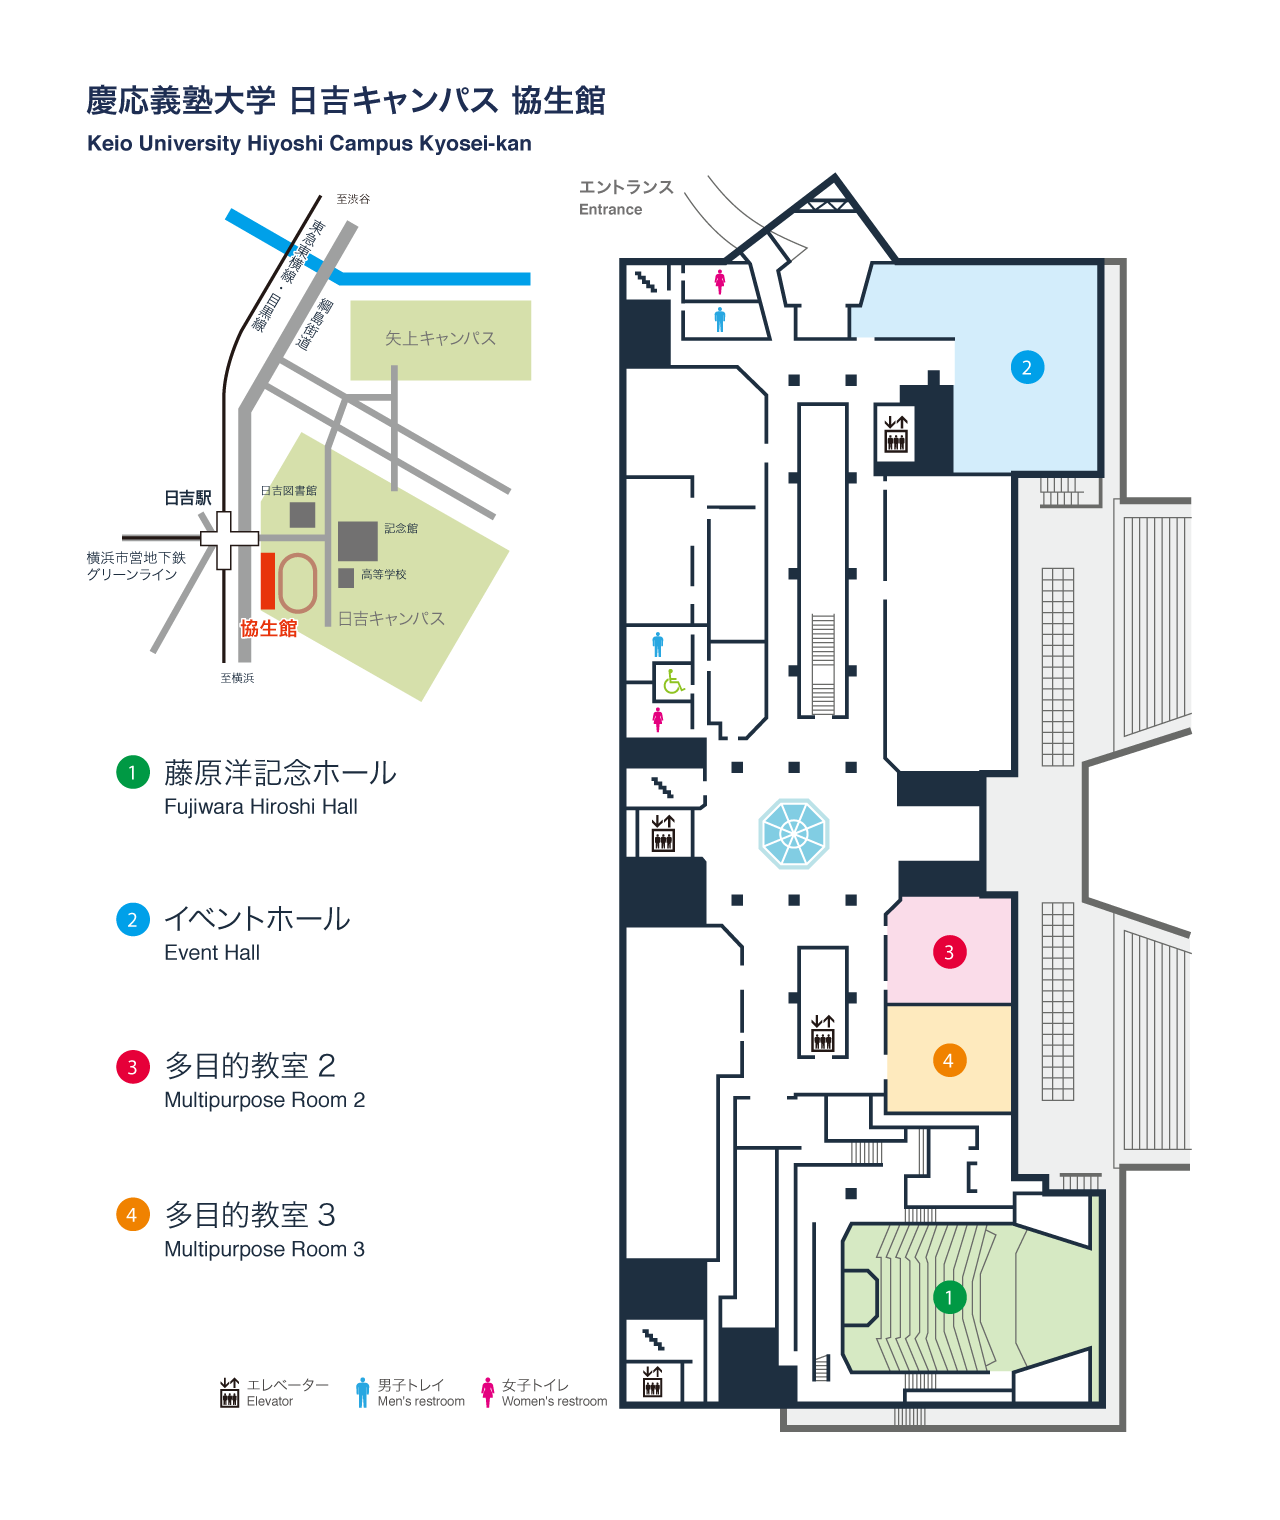 慶応義塾大学 日吉キャンパス 協生館
Keio University Hiyoshi Campus Kyosei-kan
エントランス
Entrance
至渋谷
東急東横線・目黒線
綱島街道
矢上キャンパス
日吉図書館
日吉駅
記念館
横浜市営地下鉄
グリーンライン
高等学校
日吉キャンパス
協生館
至横浜
1 藤原洋記念ホール
Fujiwara Hiroshi Hall
2 イベントホール
Event Hall
3 多目的教室 2
Multipurpose Room 2
4 多目的教室 3
Multipurpose Room 3
2
3
4
1
エレベーター
Elevator
男子トレイ
Men's restroom
女子トイレ
Women's restroom